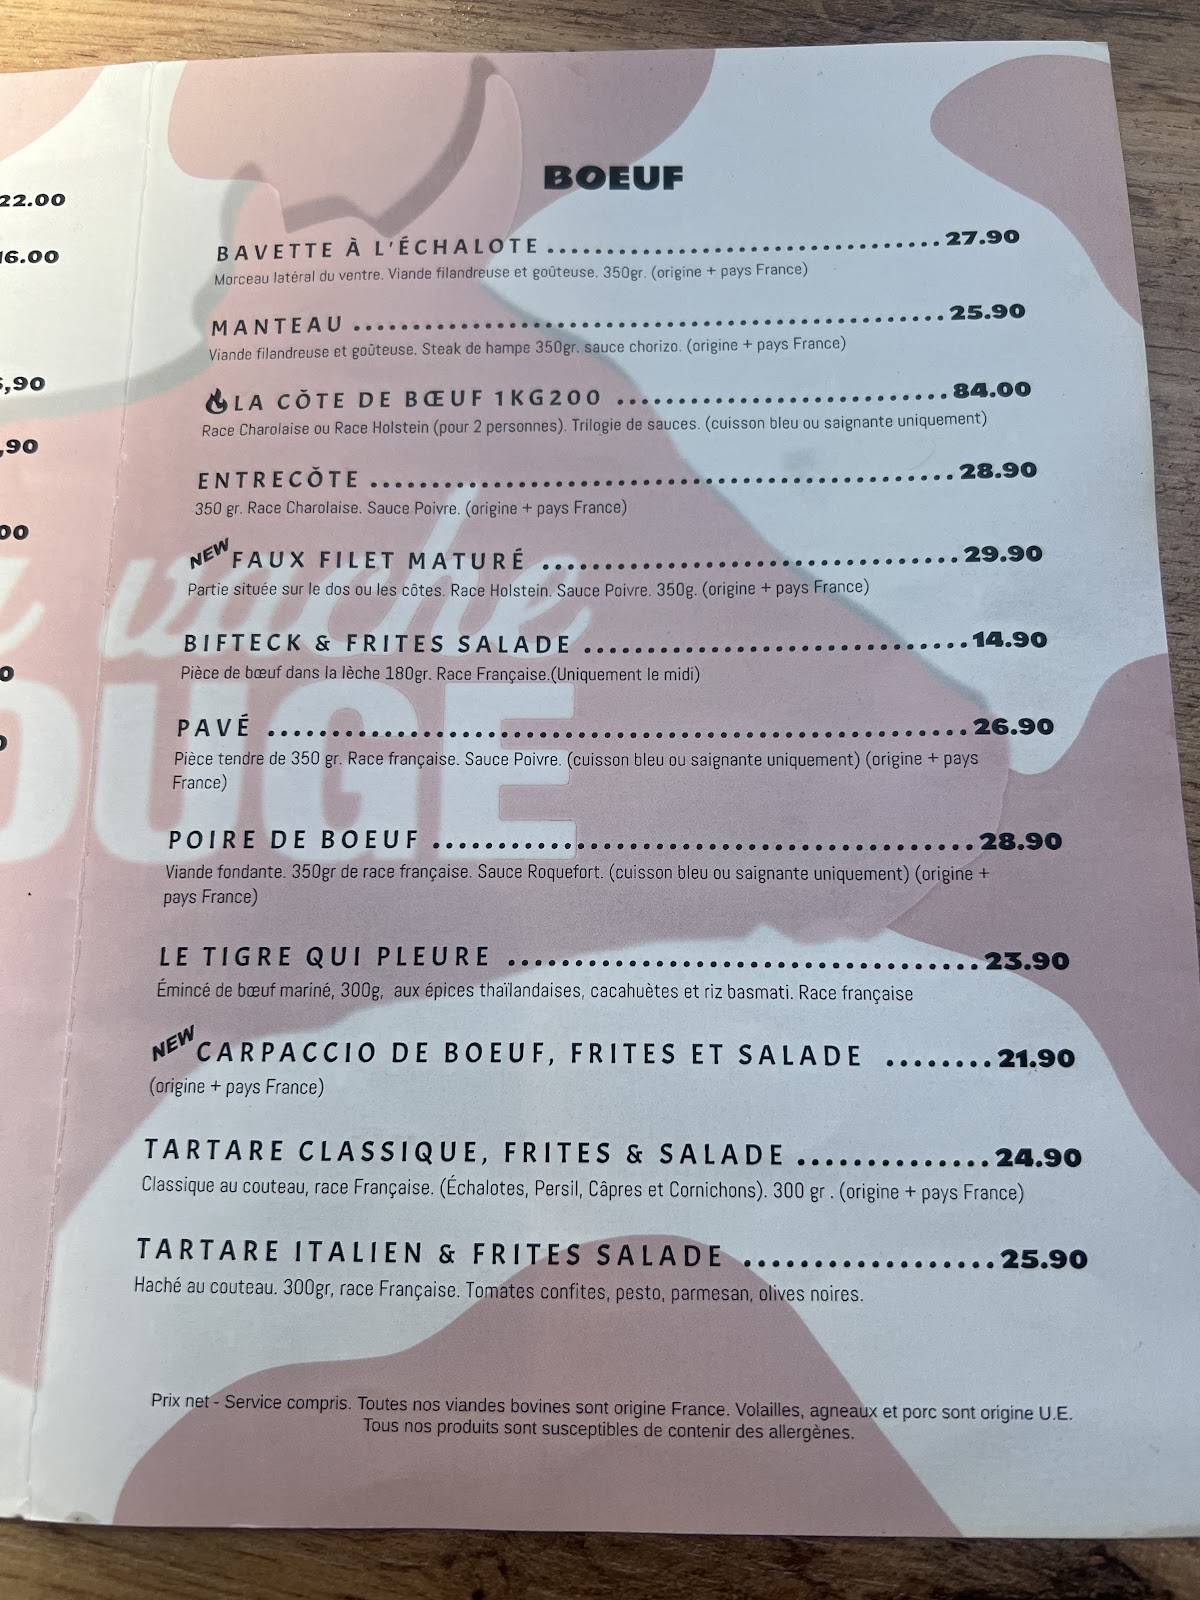 22.00
16.00
,90
,90
00
BOEUF
BAVETTE À L'ÉCHALOTE 27.90
Morceau latéral du ventre. Viande filandreuse et goûteuse. 350gr. (origine + pays France)
MANTEAU 25.90
Viande filandreuse et goûteuse. Steak de hampe 350gr. sauce chorizo. (origine + pays France)
LA CÔTE DE BŒUF 1KG200 84.00
Race Charolaise ou Race Holstein (pour 2 personnes). Trilogie de sauces. (cuisson bleu ou saignante uniquement)
ENTRECÔTE 28.90
350 gr. Race Charolaise. Sauce Poivre. (origine + pays France)
NEW FAUX FILET MATURÉ 29.90
Partie située sur le dos ou les côtes. Race Holstein. Sauce Poivre. 350g. (origine + pays France)
vache
OUGE
BIFTECK & FRITES SALADE 14.90
Pièce de bœuf dans la lèche 180gr. Race Française.(Uniquement le midi)
PAVÉ 26.90
Pièce tendre de 350 gr. Race française. Sauce Poivre. (cuisson bleu ou saignante uniquement) (origine + pays
France)
POIRE DE BOEUF 28.90
Viande fondante. 350gr de race française. Sauce Roquefort. (cuisson bleu ou saignante uniquement) (origine +
pays France)
LE TIGRE QUI PLEURE 23.90
Émincé de bœuf mariné, 300g, aux épices thaïlandaises, cacahuètes et riz basmati. Race française
NEW CARPACCIO DE BOEUF, FRITES ET SALADE 21.90
(origine + pays France)
TARTARE CLASSIQUE, FRITES & SALADE 24.90
Classique au couteau, race Française. (Échalotes, Persil, Câpres et Cornichons). 300 gr . (origine + pays France)
TARTARE ITALIEN & FRITES SALADE 25.90
Haché au couteau. 300gr, race Française. Tomates confites, pesto, parmesan, olives noires.
Prix net - Service compris. Toutes nos viandes bovines sont origine France. Volailles, agneaux et porc sont origine U.E.
Tous nos produits sont susceptibles de contenir des allergènes.